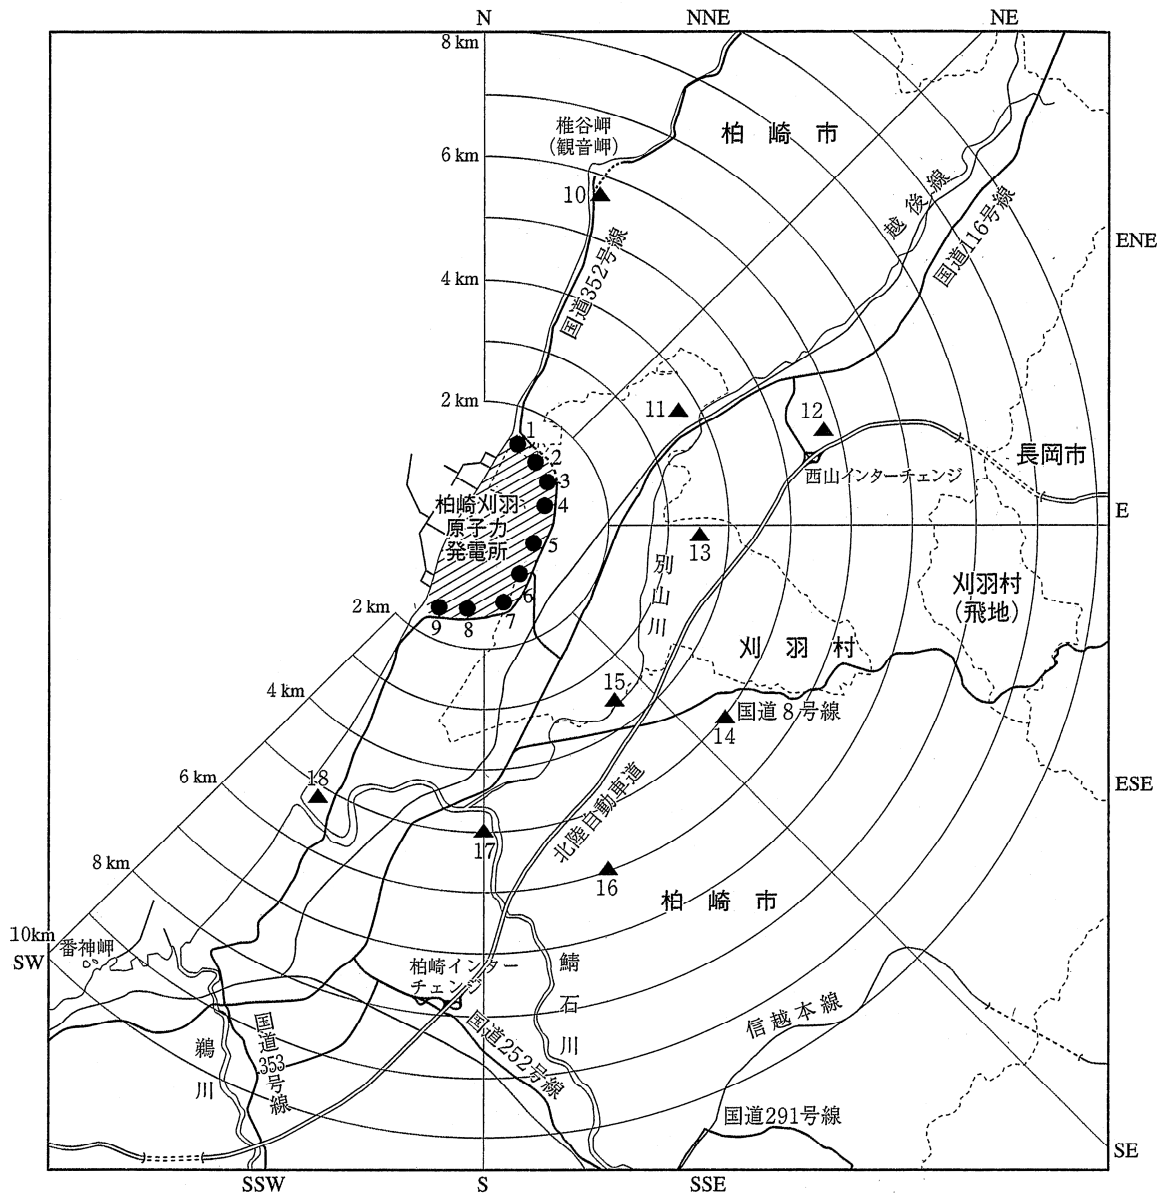 N
NNE
NE
8 km
椎谷岬
(観音岬)
柏崎市
6 km
10
越後線
国道116号線
ENE
国道352号線
4 km
2 km
11
12
1
2
3
4
5
6
7
8
9
長岡市
西山インターチェンジ
柏崎刈羽
原子力
発電所
E
13
別山川
刈羽村
(飛地)
2 km
刈羽村
15
4 km
国道8号線
14
6 km
18
ESE
北陸自動車道
17
8 km
16
柏崎市
10km
番神岬
SW
柏崎インター
チェンジ
鯖石川
国道353号線
鵜川
国道252号線
信越本線
国道291号線
SE
SSW
S
SSE